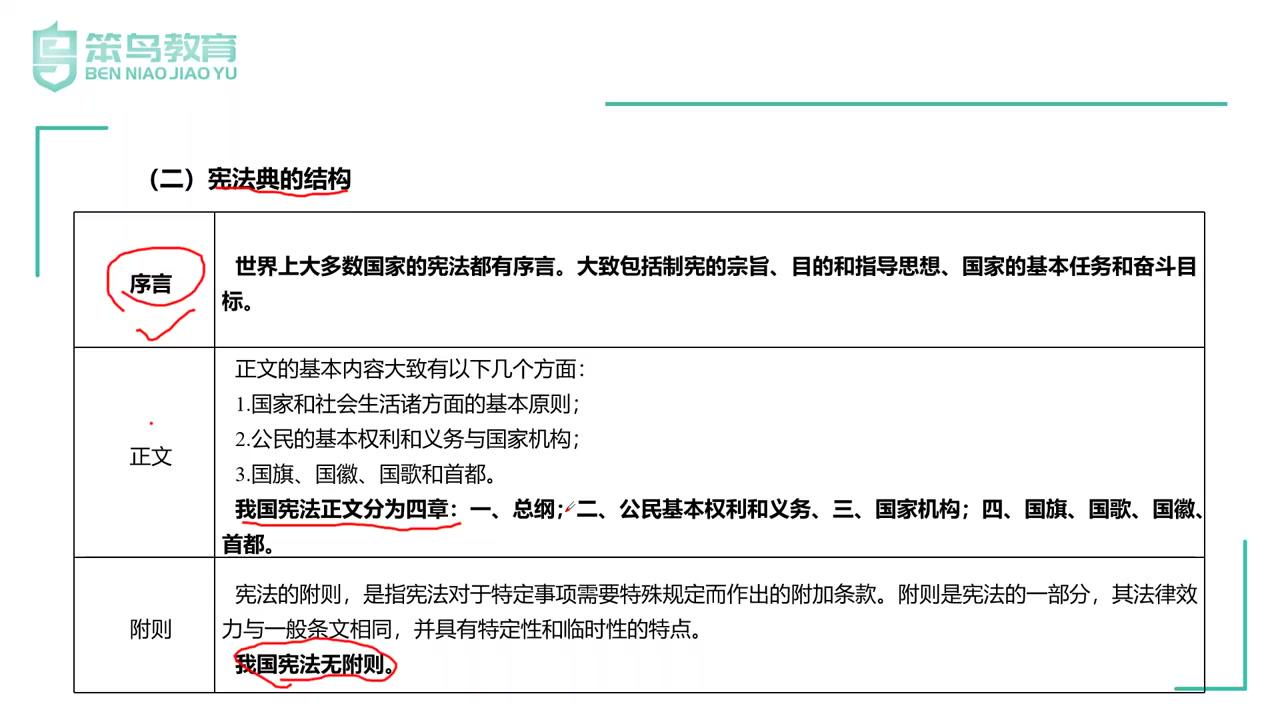 笨鸟教育
BEN NIAO JIAO YU
（二）宪法典的结构
序言
世界上大多数国家的宪法都有序言。大致包括制宪的宗旨、目的和指导思想、国家的基本任务和奋斗目
标。
正文
正文的基本内容大致有以下几个方面：
1.国家和社会生活诸方面的基本原则；
2.公民的基本权利和义务与国家机构；
3.国旗、国徽、国歌和首都。
我国宪法正文分为四章：一、总纲；二、公民基本权利和义务、三、国家机构；四、国旗、国歌、国徽、
首都。
附则
宪法的附则，是指宪法对于特定事项需要特殊规定而作出的附加条款。附则是宪法的一部分，其法律效
力与一般条文相同，并具有特定性和临时性的特点。
我国宪法无附则。